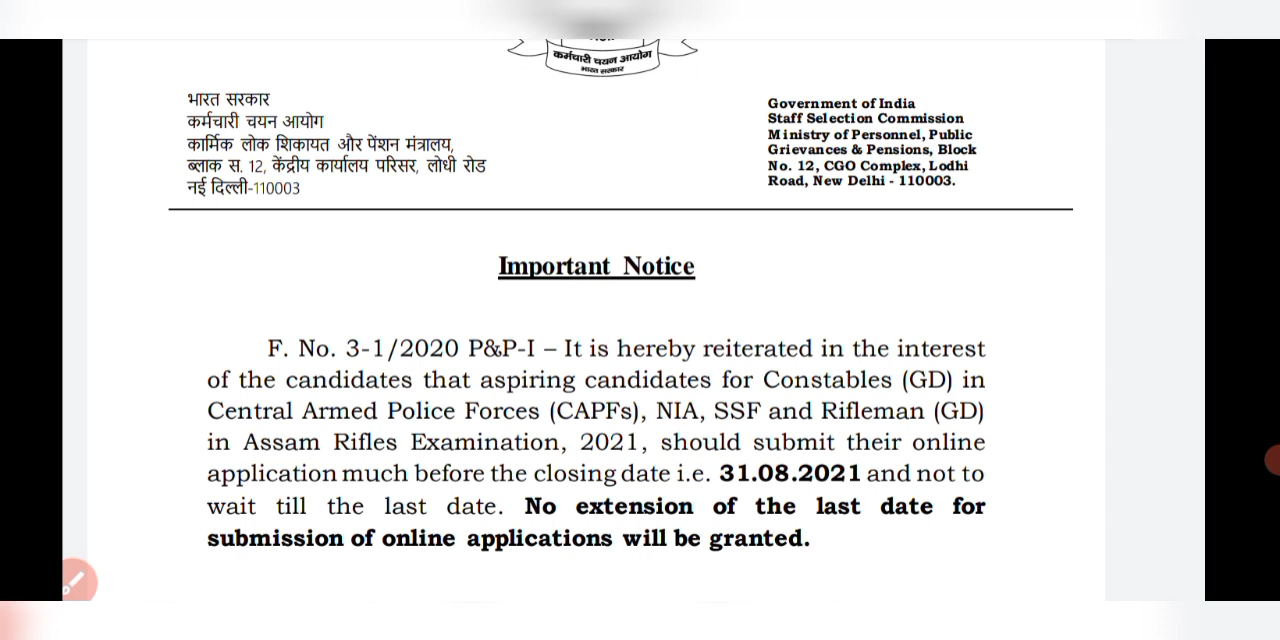 कर्मचारी चयन आयोग
भारत सरकार
भारत सरकार
कर्मचारी चयन आयोग
कार्मिक लोक शिकायत और पेंशन मंत्रालय,
ब्लाक स. 12, केंद्रीय कार्यालय परिसर, लोधी रोड
नई दिल्ली-110003
Government of India
Staff Selection Commission
Ministry of Personnel, Public
Grievances & Pensions, Block
No. 12, CGO Complex, Lodhi
Road, New Delhi - 110003.
Important Notice
F. No. 3-1/2020 P&P-I – It is hereby reiterated in the interest
of the candidates that aspiring candidates for Constables (GD) in
Central Armed Police Forces (CAPFs), NIA, SSF and Rifleman (GD)
in Assam Rifles Examination, 2021, should submit their online
application much before the closing date i.e. 31.08.2021 and not to
wait till the last date. No extension of the last date for
submission of online applications will be granted.